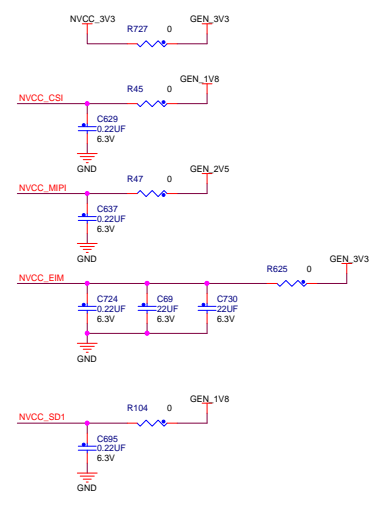 NVCC_3V3 GEN_3V3
R727 0
GEN_1V8
R45 0
NVCC_CSI
C629
0.22UF
6.3V
GND
GEN_2V5
R47 0
NVCC_MIPI
C637
0.22UF
6.3V
GND
GEN_3V3
R625 0
NVCC_EIM
C724 C69 C730
0.22UF 22UF 22UF
6.3V 6.3V 6.3V
GND
GEN_1V8
R104 0
NVCC_SD1
C695
0.22UF
6.3V
GND